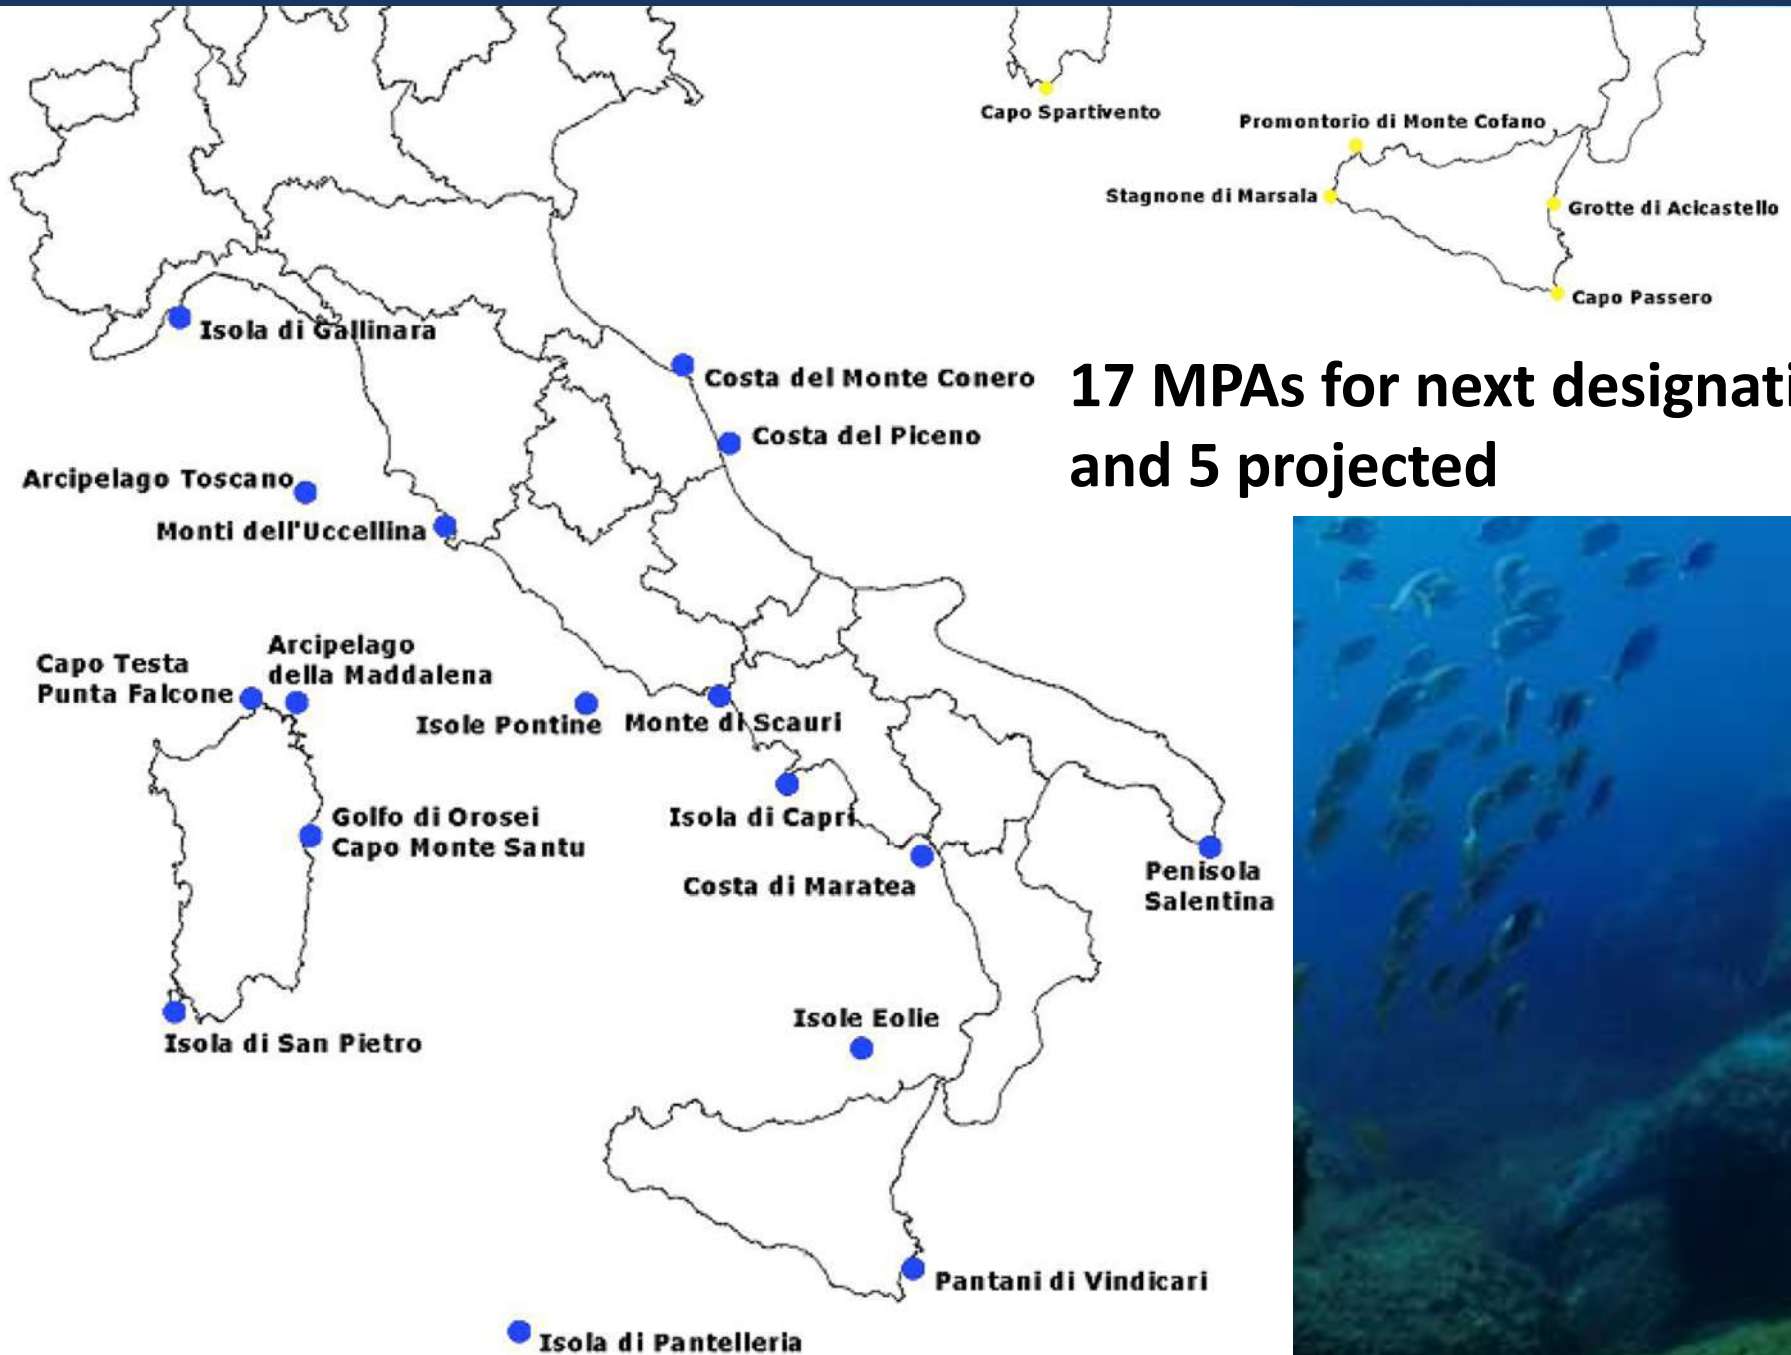 Capo Spartivento
Promontorio di Monte Cofano
Stagnone di Marsala
Grotte di Acicastello
Capo Passero
Isola di Gallinara
Costa del Monte Conero
17 MPAs for next designati
and 5 projected
Costa del Piceno
Arcipelago Toscano
Monti dell'Uccellina
Arcipelago
della Maddalena
Capo Testa
Punta Falcone
Isole Pontine
Monte di Scauri
Golfo di Orosei
Capo Monte Santu
Isola di Capri
Costa di Maratea
Penisola
Salentina
Isole Eolie
Isola di San Pietro
Pantani di Vindicari
Isola di Pantelleria